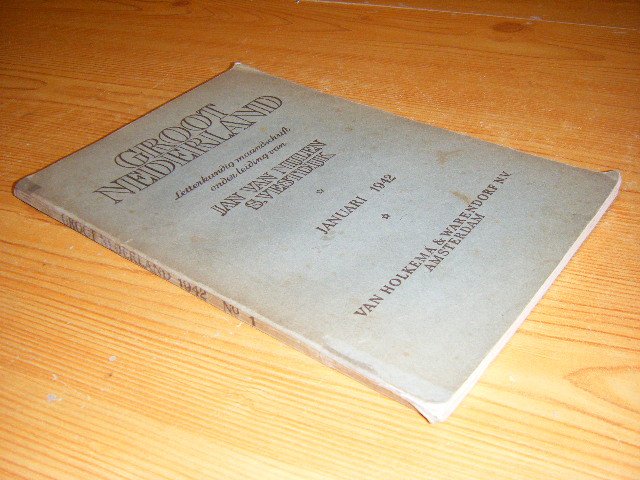 GROOT
NEDERLAND
Letterkundig maandschrift
onder leiding van
JAN VAN THIELEN
S. VESTDIJK
JANUARI 1942
VAN HOLKEMA & WARENDORF N.V.
AMSTERDAM
GROOT NEDERLAND 1942 No 1